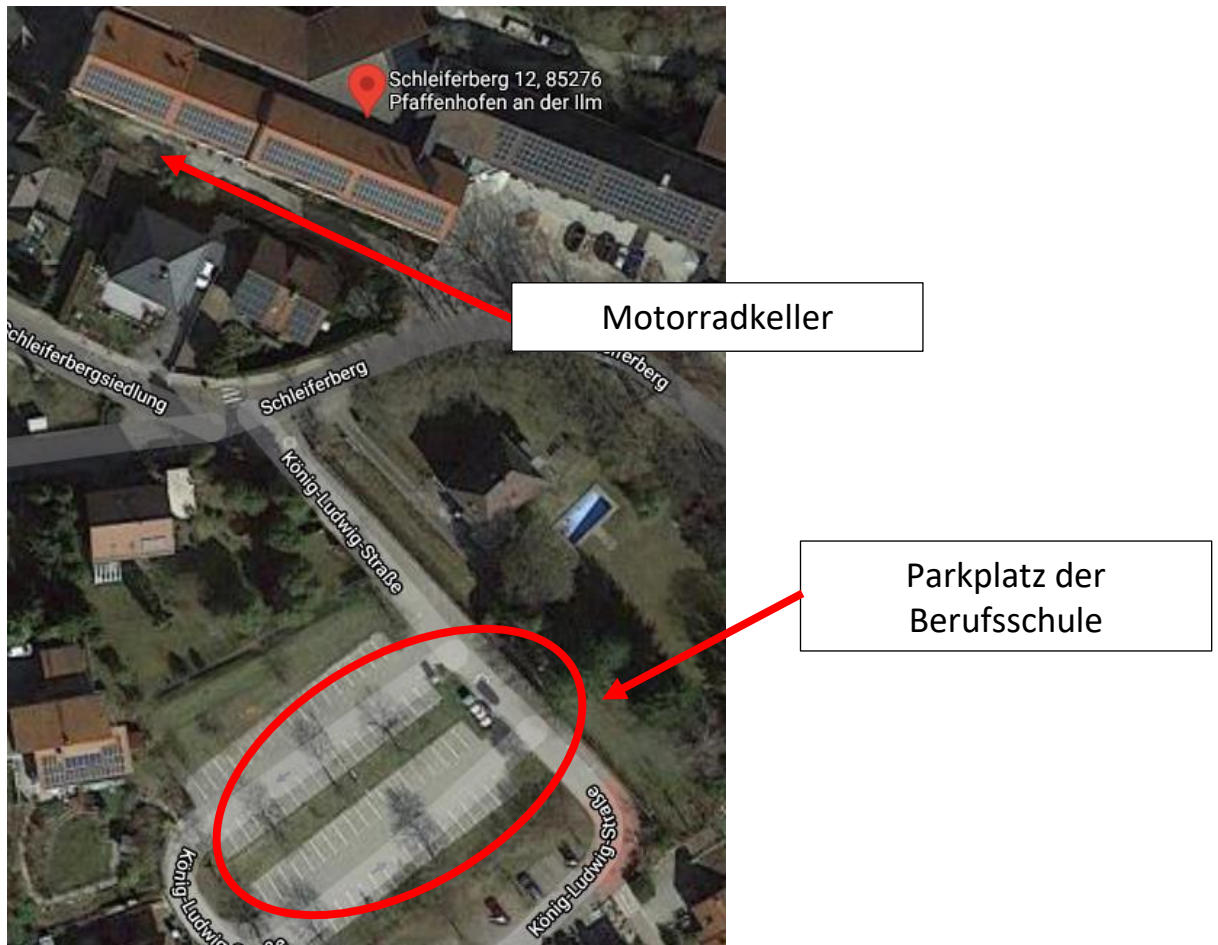 Schleiferberg 12, 85276
Pfaffenhofen an der Ilm
Motorradkeller
Schleiferbergsiedlung
Schleiferberg
König-Ludwig-Straße
Parkplatz der
Berufsschule
König-Ludwig-Straße